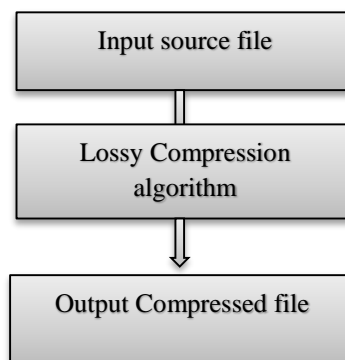 Input source file
Lossy Compression
algorithm
Output Compressed file